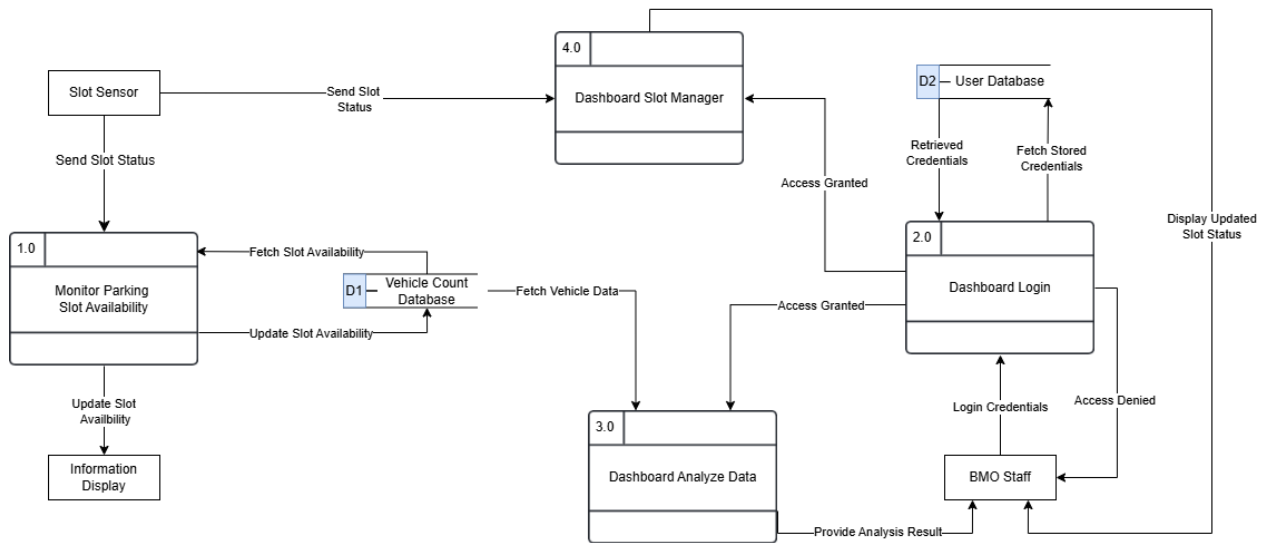 4.0
Dashboard Slot Manager
Slot Sensor
Send Slot
Status
D2
User Database
Retrieved
Credentials
Fetch Stored
Credentials
Send Slot Status
Access Granted
Display Updated
Slot Status
1.0
Monitor Parking
Slot Availability
Fetch Slot Availability
D1
Vehicle Count
Database
Fetch Vehicle Data
Update Slot Availability
2.0
Dashboard Login
Access Granted
Update Slot
Availbility
Login Credentials
Access Denied
3.0
Dashboard Analyze Data
Information
Display
BMO Staff
Provide Analysis Result